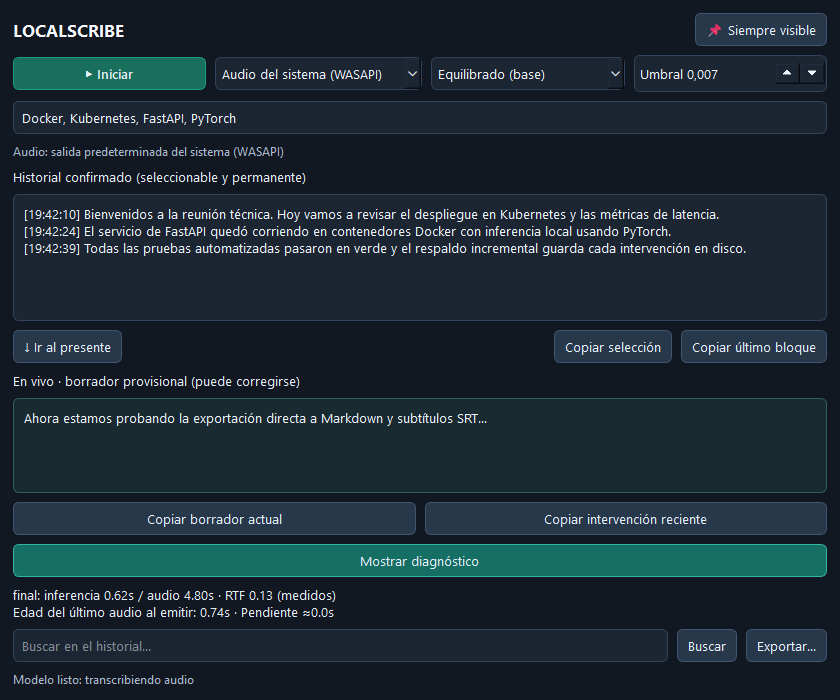 LOCALSCRIBE
📌 Siempre visible
▶ Iniciar
Audio del sistema (WASAPI)
Equilibrado (base)
Umbral 0,007
Docker, Kubernetes, FastAPI, PyTorch
Audio: salida predeterminada del sistema (WASAPI)
Historial confirmado (seleccionable y permanente)
[19:42:10] Bienvenidos a la reunión técnica. Hoy vamos a revisar el despliegue en Kubernetes y las métricas de latencia.
[19:42:24] El servicio de FastAPI quedó corriendo en contenedores Docker con inferencia local usando PyTorch.
[19:42:39] Todas las pruebas automatizadas pasaron en verde y el respaldo incremental guarda cada intervención en disco.
↓ Ir al presente
Copiar selección
Copiar último bloque
En vivo · borrador provisional (puede corregirse)
Ahora estamos probando la exportación directa a Markdown y subtítulos SRT...
Copiar borrador actual
Copiar intervención reciente
Mostrar diagnóstico
final: inferencia 0.62s / audio 4.80s · RTF 0.13 (medidos)
Edad del último audio al emitir: 0.74s · Pendiente ≈0.0s
Buscar en el historial...
Buscar
Exportar...
Modelo listo: transcribiendo audio